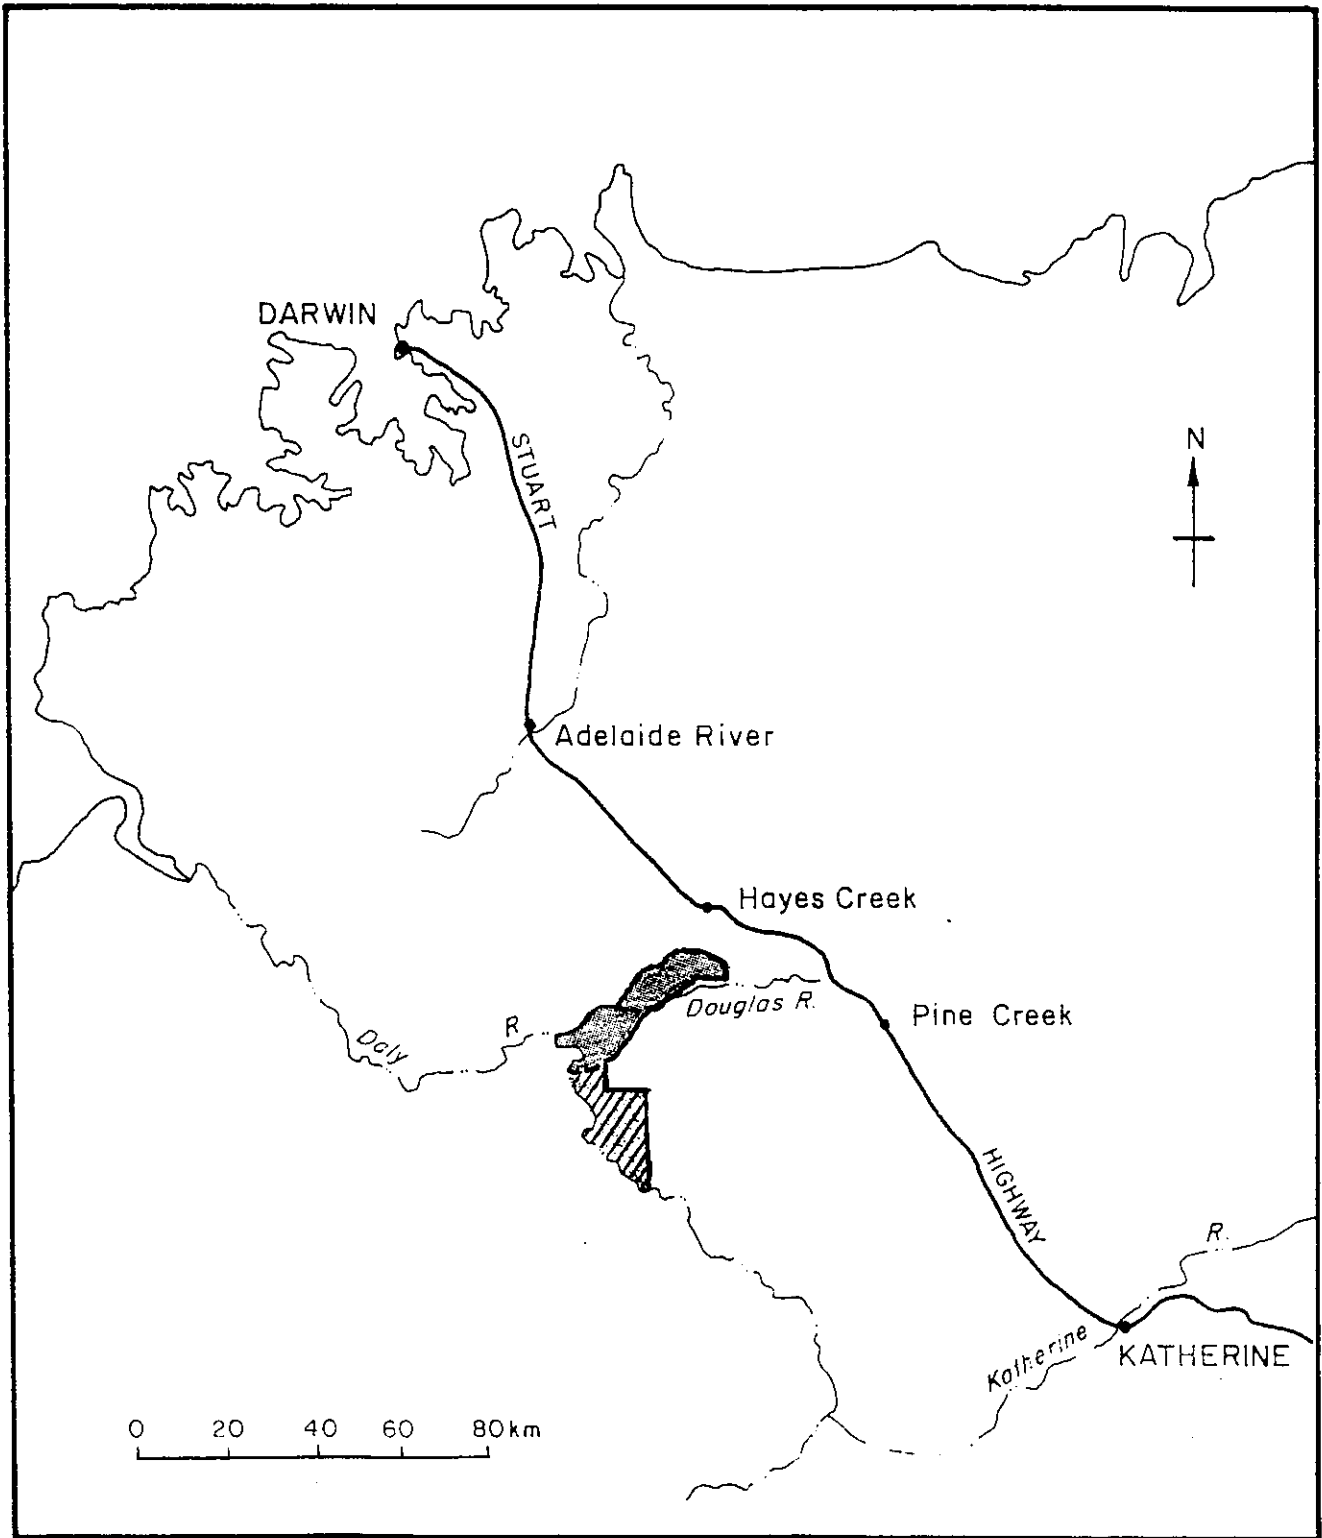 DARWIN
N
STUART
Adelaide River
Hayes Creek
Douglas R.
Pine Creek
Daly R.
HIGHWAY
Katherine R.
KATHERINE
0 20 40 60 80km